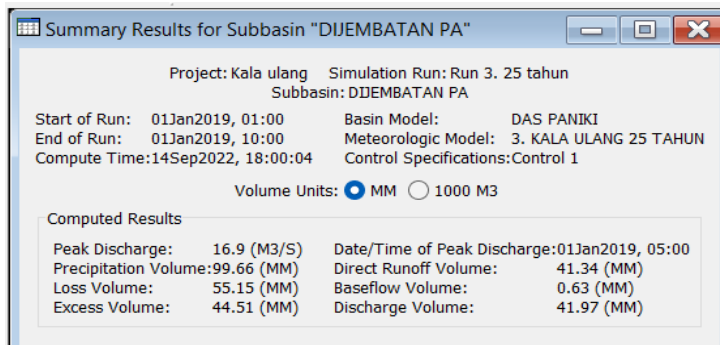 Summary Results for Subbasin "DIJEMBATAN PA"
Project: Kala ulang Simulation Run: Run 3. 25 tahun
Subbasin: DIJEMBATAN PA
Start of Run: 01Jan2019, 01:00 Basin Model: DAS PANIKI
End of Run: 01Jan2019, 10:00 Meteorologic Model: 3. KALA ULANG 25 TAHUN
Compute Time:14Sep2022, 18:00:04 Control Specifications:Control 1
Volume Units: MM 1000 M3
Computed Results
Peak Discharge: 16.9 (M3/S) Date/Time of Peak Discharge:01Jan2019, 05:00
Precipitation Volume:99.66 (MM) Direct Runoff Volume: 41.34 (MM)
Loss Volume: 55.15 (MM) Baseflow Volume: 0.63 (MM)
Excess Volume: 44.51 (MM) Discharge Volume: 41.97 (MM)